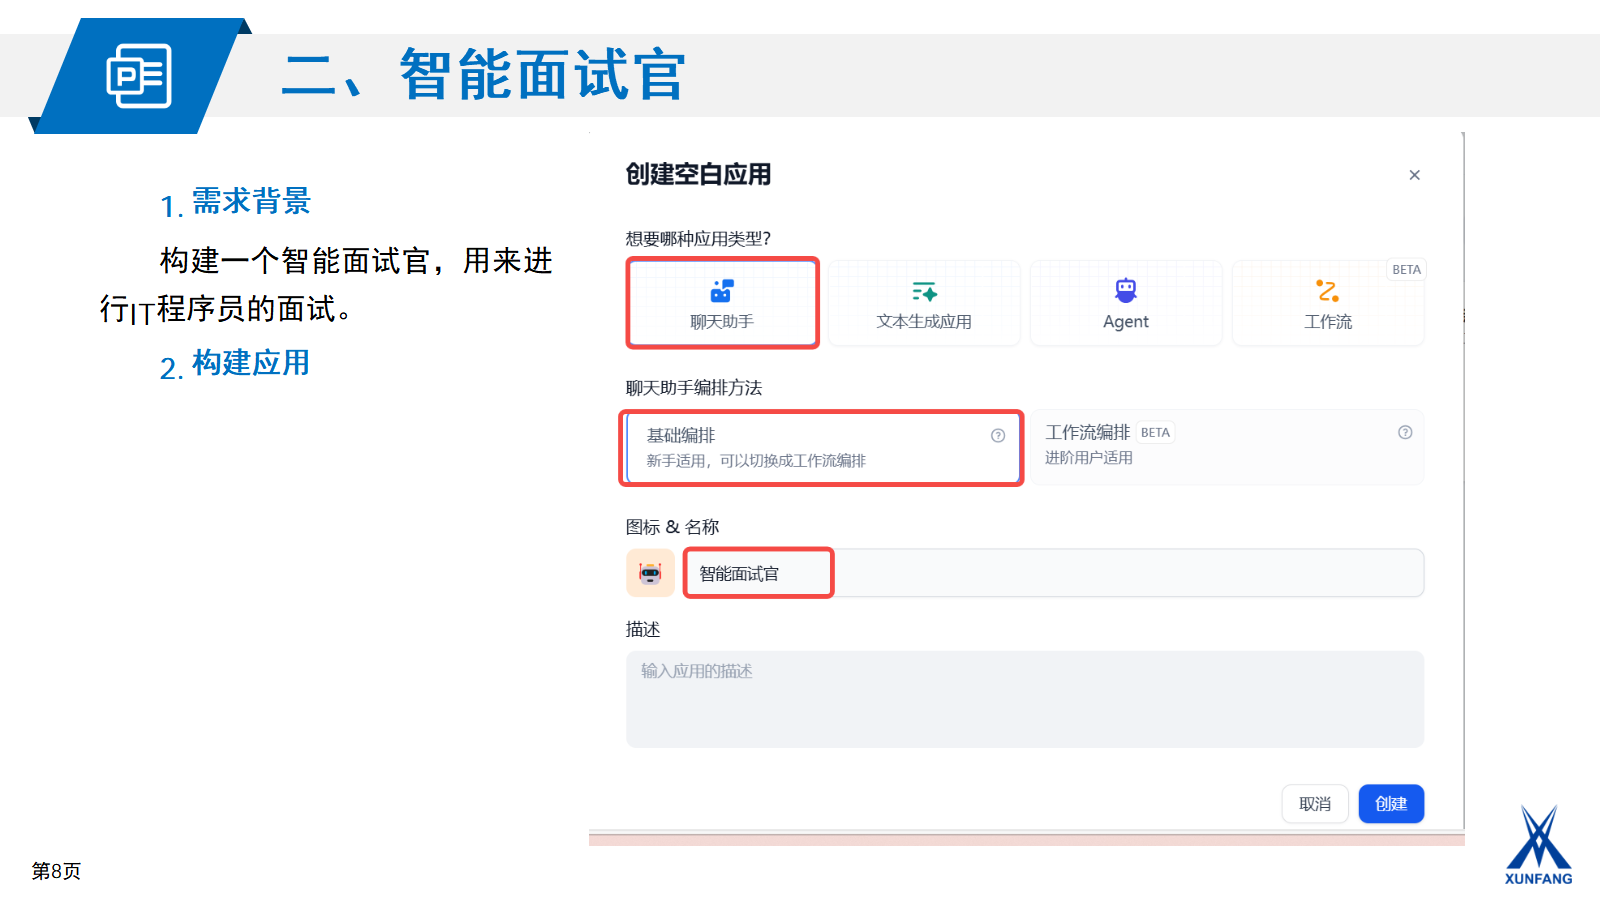 二、智能面试官
1. 需求背景
构建一个智能面试官，用来进
行IT程序员的面试。
2. 构建应用
创建空白应用
想要哪种应用类型?
聊天助手
文本生成应用
Agent
BETA
工作流
聊天助手编排方法
基础编排
新手适用，可以切换成工作流编排
工作流编排 BETA
进阶用户适用
图标 & 名称
智能面试官
描述
输入应用的描述
取消
创建
第8页
XUNFANG